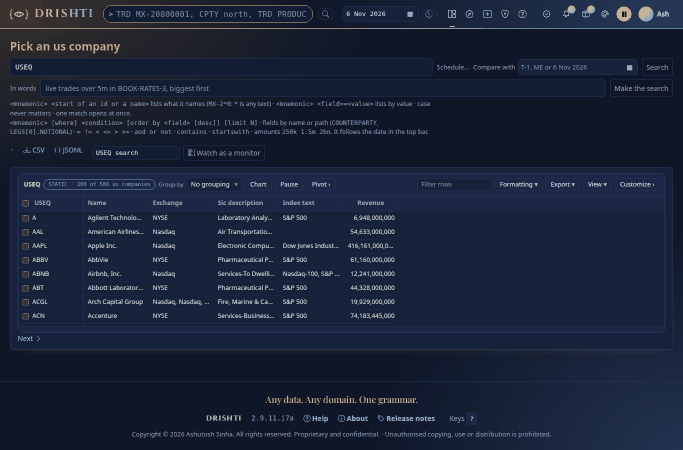 {👁} DRISHTI
> TRD MX-20000001, CPTY north, TRD PRODUC
6 Nov 2026
Ash
Pick an us company
USEQ
Schedule... Compare with T-1, ME or 6 Nov 2026 Search
In words live trades over 5m in BOOK-RATES-3, biggest first Make the search
<mnemonic> <start of an id or a name> lists what it names (MX-2*0: * is any text) · <mnemonic> <field>=<value> lists by value · case
never matters · one match opens at once.
<mnemonic> [where] <condition> [order by <field> [desc]] [limit N] · fields by name or path (COUNTERPARTY,
LEGS[0].NOTIONAL) · = != < <= > >= · and or not · contains · startswith · amounts 250k 1.5m 2bn. It follows the date in the top bar
CSV {} JSONL USEQ search Watch as a monitor
USEQ STATIC · 100 of 506 us companies Group by No grouping ▾ Chart Pause Pivot › Filter rows Formatting ▾ Export ▾ View ▾ Customize ›
USEQ Name Exchange Sic description Index text Revenue
A Agilent Technolo... NYSE Laboratory Analy... S&P 500 6,948,000,000
AAL American Airlines... Nasdaq Air Transportatio... 54,633,000,000
AAPL Apple Inc. Nasdaq Electronic Compu... Dow Jones Indust... 416,161,000,0...
ABBV AbbVie NYSE Pharmaceutical P... S&P 500 61,160,000,000
ABNB Airbnb, Inc. Nasdaq Services-To Dwelli... Nasdaq-100, S&P ... 12,241,000,000
ABT Abbott Laborator... NYSE Pharmaceutical P... S&P 500 44,328,000,000
ACGL Arch Capital Group Nasdaq, Nasdaq, ... Fire, Marine & Ca... S&P 500 19,929,000,000
ACN Accenture NYSE Services-Business... S&P 500 74,183,445,000
Next >
Any data. Any domain. One grammar.
DRISHTI 2.9.11.17a Help About Release notes Keys ?
Copyright © 2026 Ashutosh Sinha. All rights reserved. Proprietary and confidential. · Unauthorised copying, use or distribution is prohibited.